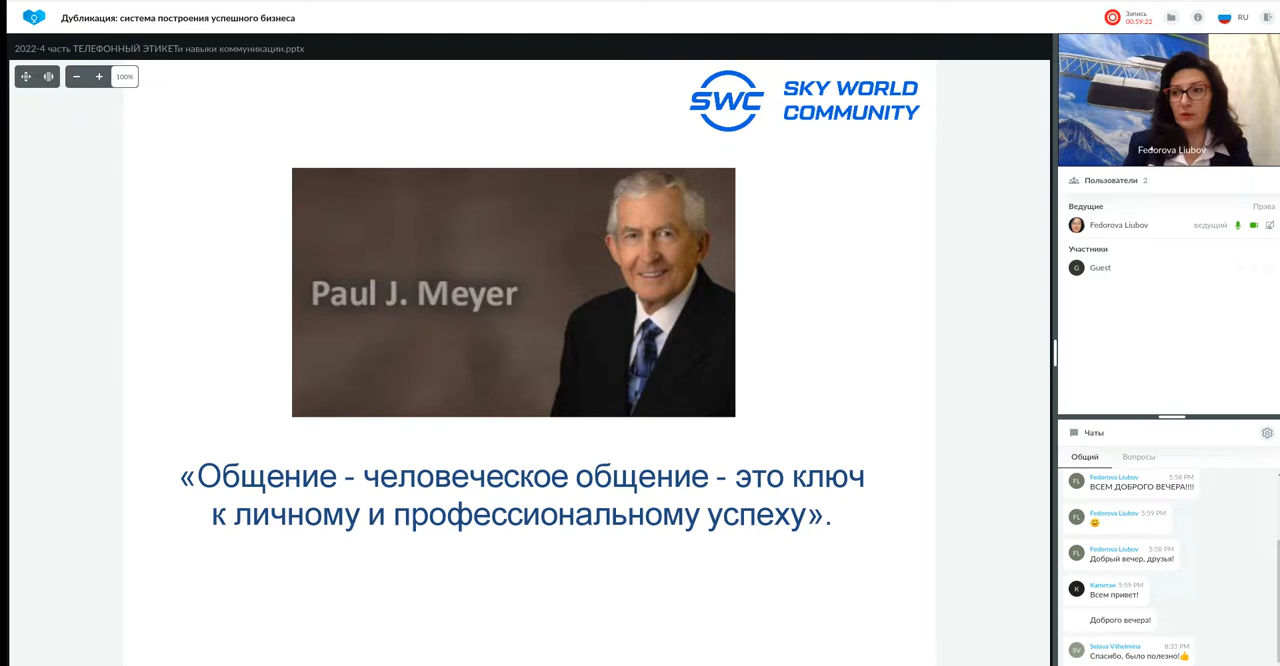 Дубликация: система построения успешного бизнеса
Запись
00:59:22
RU
2022-4 часть ТЕЛЕФОННЫЙ ЭТИКЕТи навыки коммуникации.pptx
100%
SWC
SKY WORLD
COMMUNITY
Paul J. Meyer
«Общение - человеческое общение - это ключ
к личному и профессиональному успеху».
Fedorova Liubov
Пользователи 2
Ведущие Права
Fedorova Liubov ведущий
Участники
G Guest
Чаты
Общий Вопросы
FL Fedorova Liubov 5:58 PM
ВСЕМ ДОБРОГО ВЕЧЕРА!!!!
FL Fedorova Liubov 5:59 PM
😊
FL Fedorova Liubov 5:58 PM
Добрый вечер, друзья!
К Капитан 5:59 PM
Всем привет!
Доброго вечера!
SV Selava Vilhelmina 6:33 PM
Спасибо, было полезно!👍